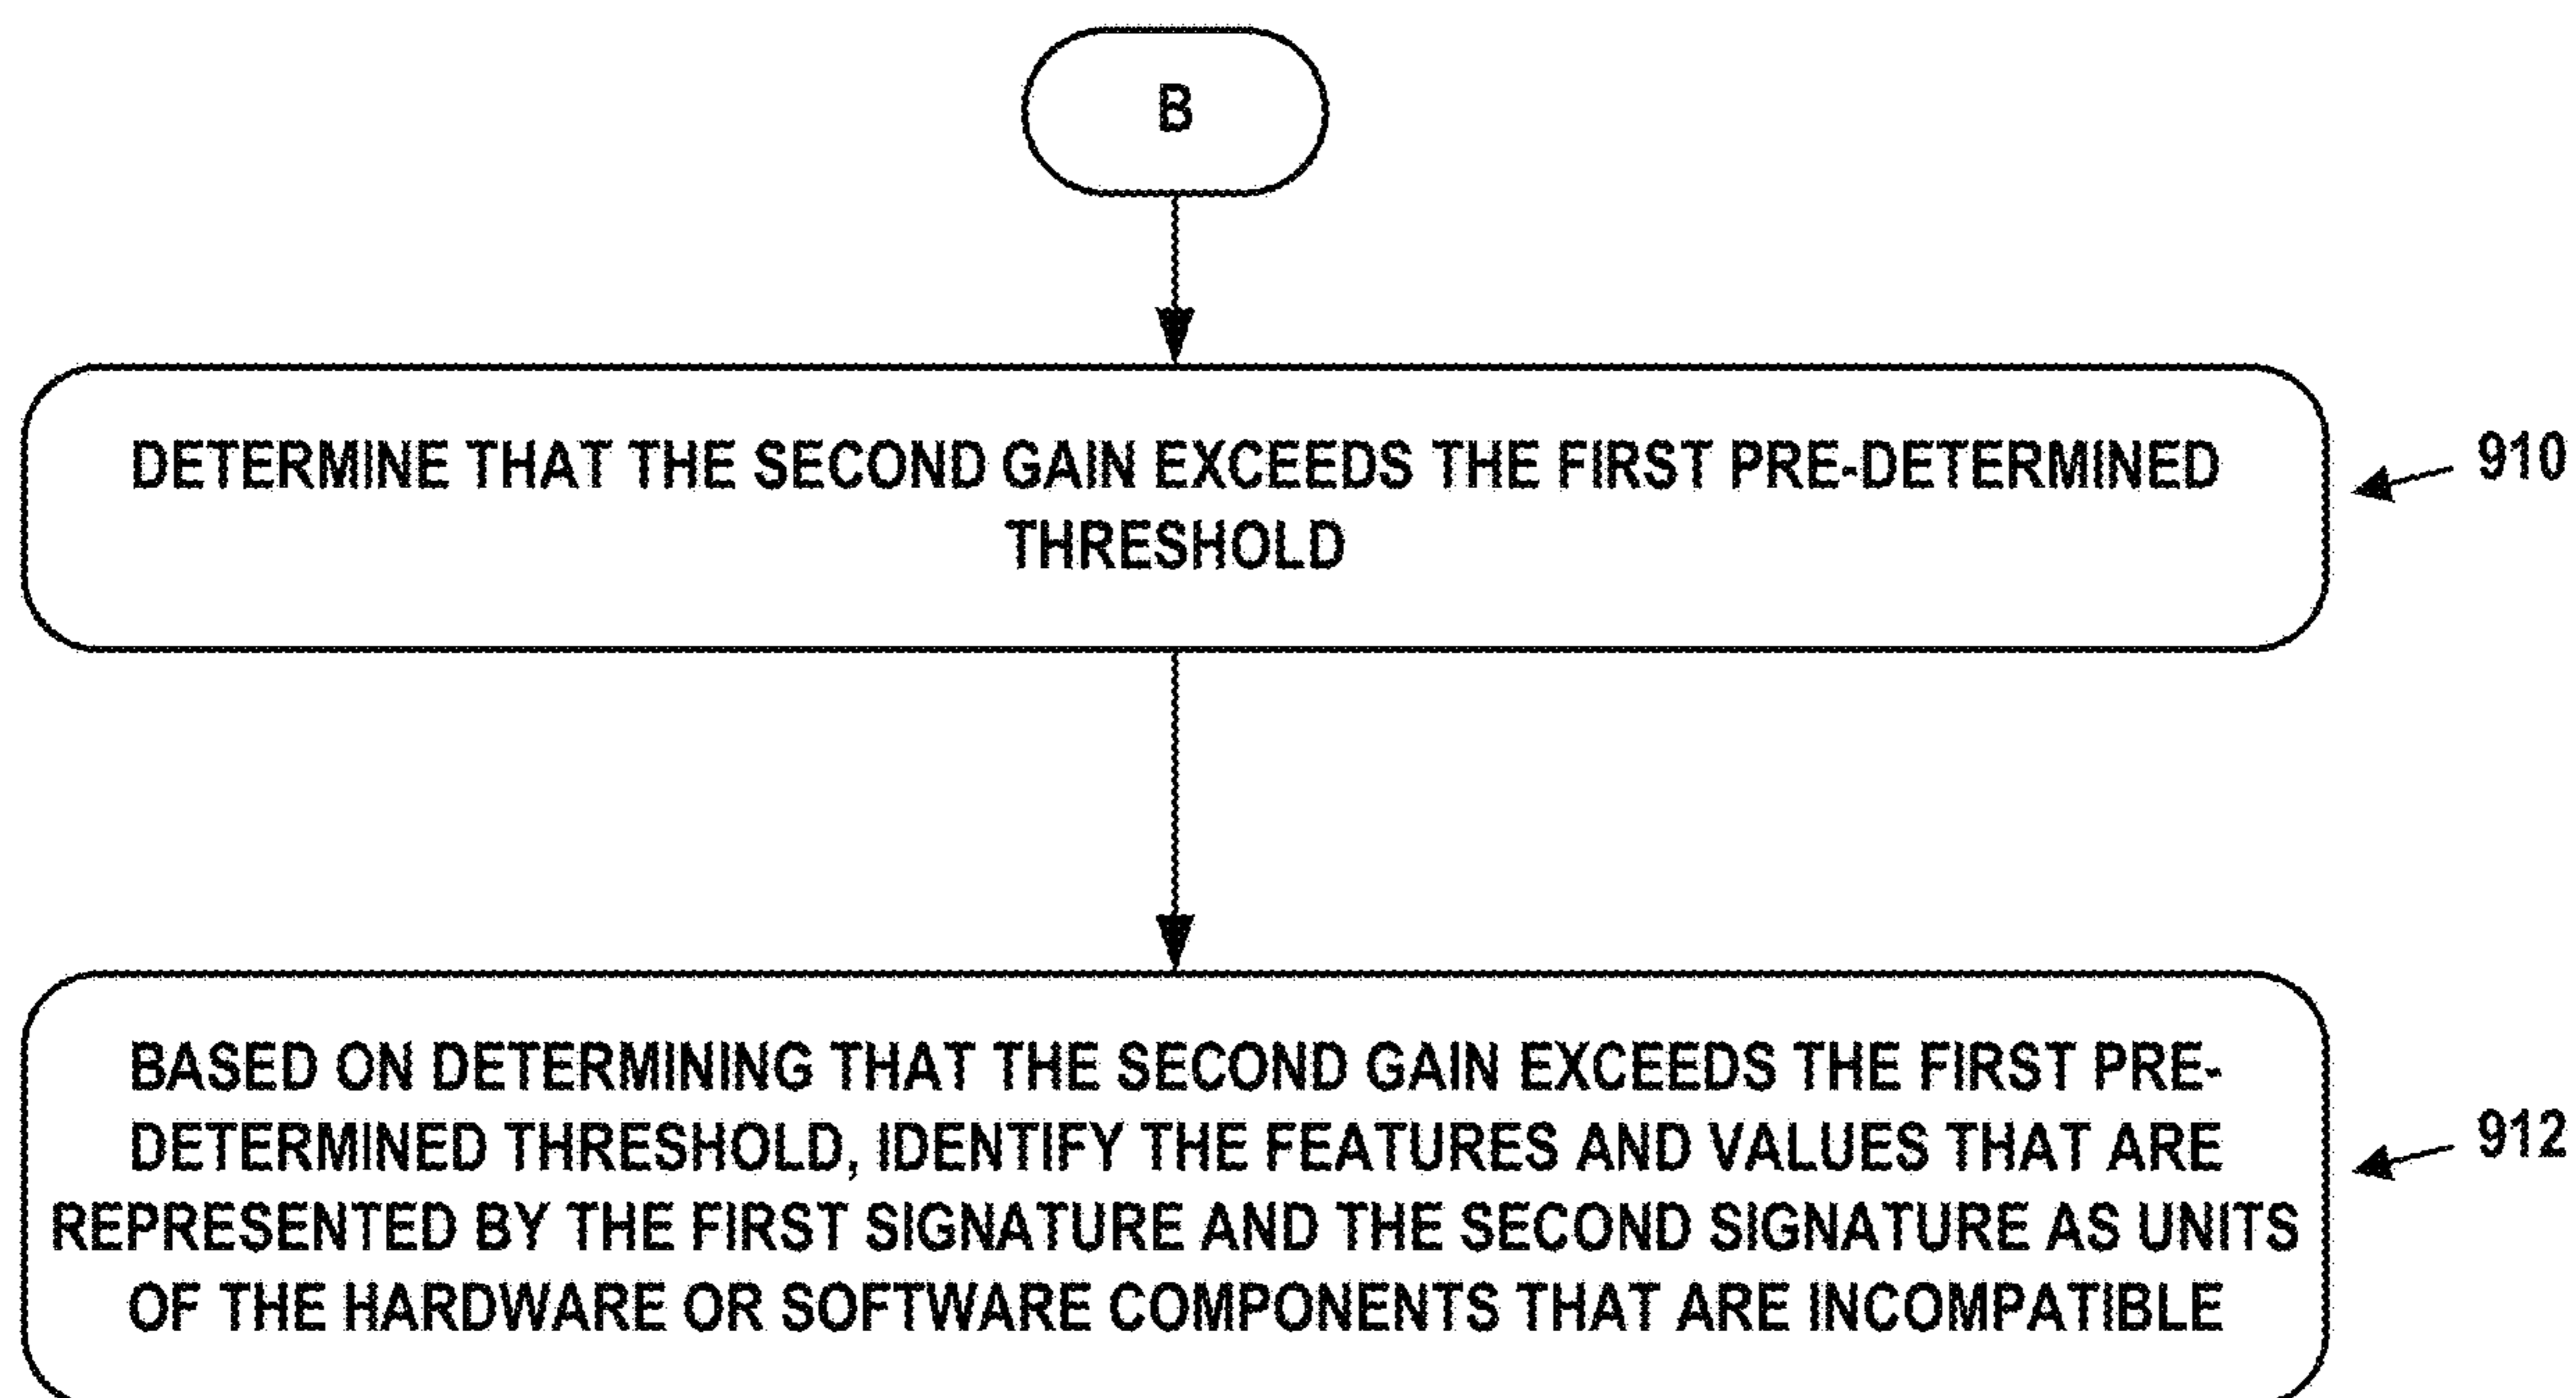 B
DETERMINE THAT THE SECOND GAIN EXCEEDS THE FIRST PRE-DETERMINED
THRESHOLD
910
BASED ON DETERMINING THAT THE SECOND GAIN EXCEEDS THE FIRST PRE-
DETERMINED THRESHOLD, IDENTIFY THE FEATURES AND VALUES THAT ARE
REPRESENTED BY THE FIRST SIGNATURE AND THE SECOND SIGNATURE AS UNITS
OF THE HARDWARE OR SOFTWARE COMPONENTS THAT ARE INCOMPATIBLE
912